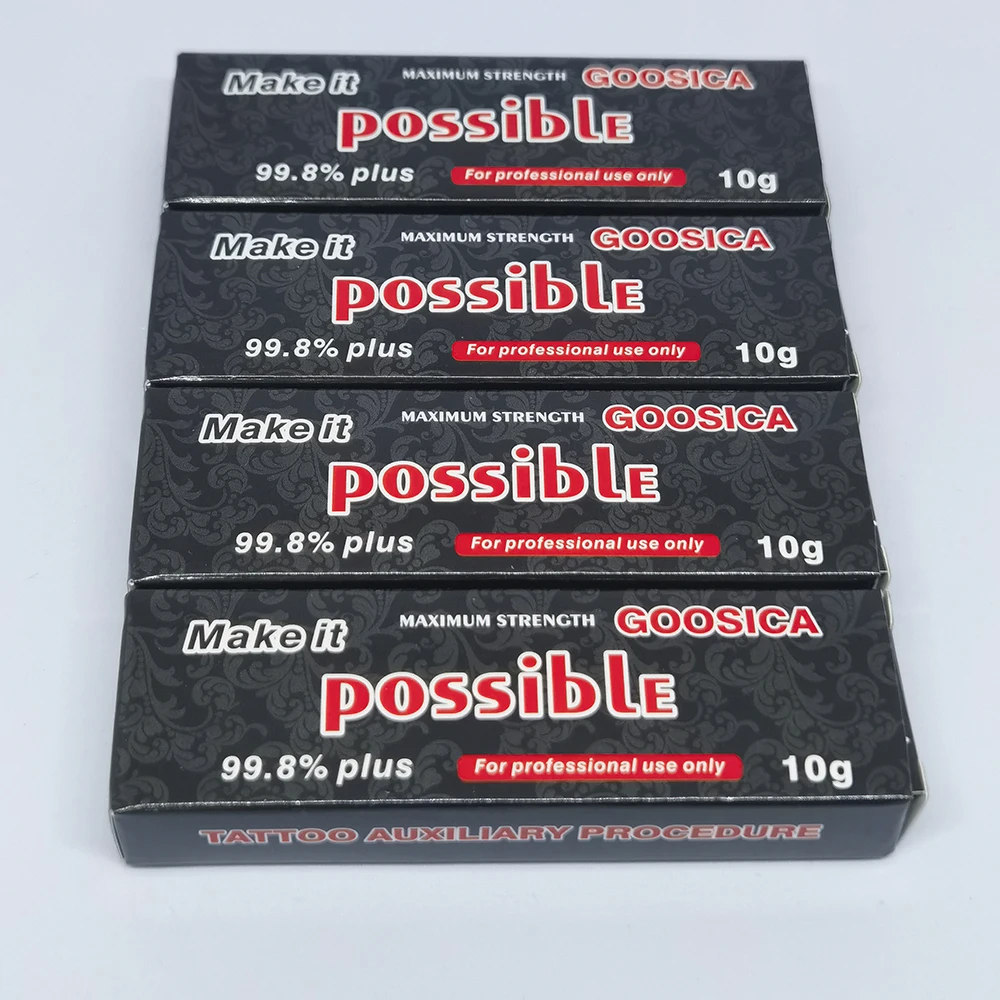 Make it MAXIMUM STRENGTH GOOSICA
possiblE
99.8% plus For professional use only 10g
Make it MAXIMUM STRENGTH GOOSICA
possiblE
99.8% plus For professional use only 10g
Make it MAXIMUM STRENGTH GOOSICA
possiblE
99.8% plus For professional use only 10g
Make it MAXIMUM STRENGTH GOOSICA
possiblE
99.8% plus For professional use only 10g
TATTOO AUXILIARY PROCEDURE